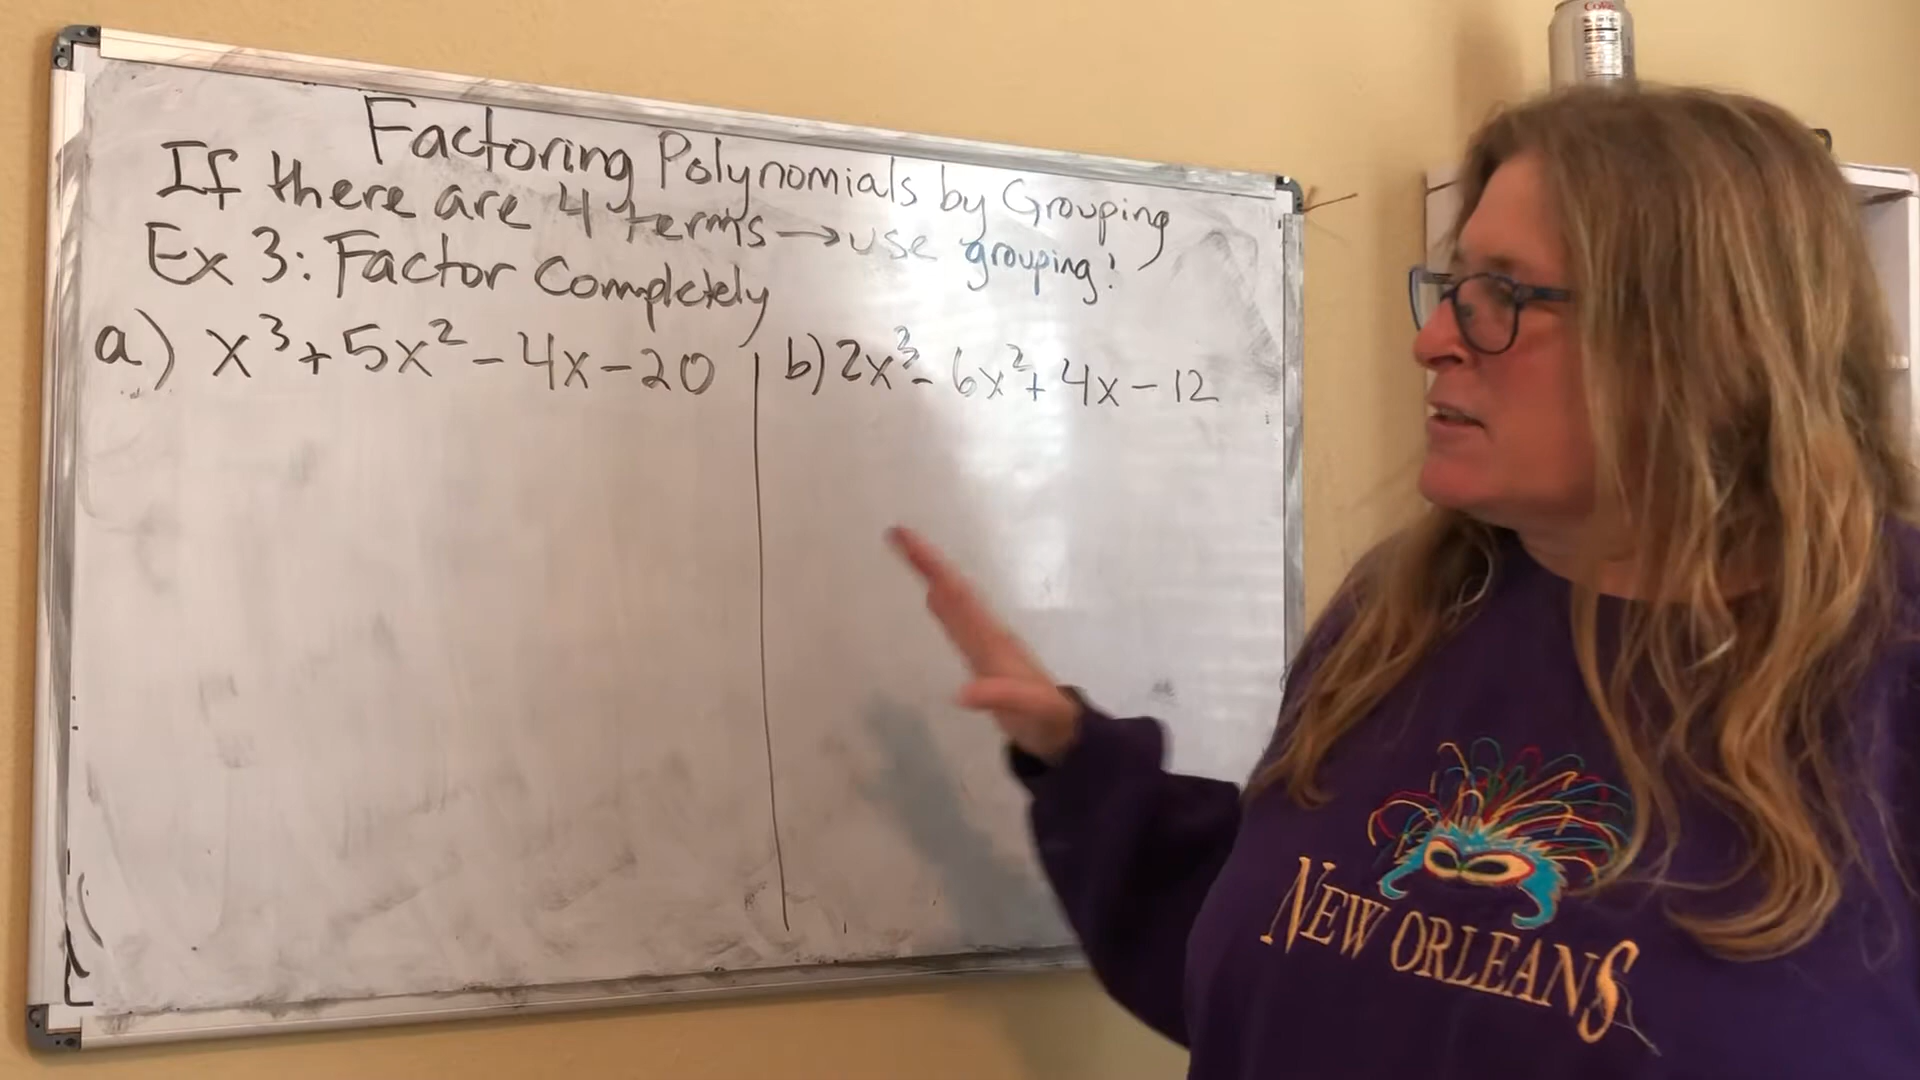 Factoring Polynomials by Grouping
If there are 4 terms → use grouping!
Ex 3: Factor Completely
a) x³ + 5x² - 4x - 20
b) 2x³ - 6x² + 4x - 12
Coke
NEW ORLEANS